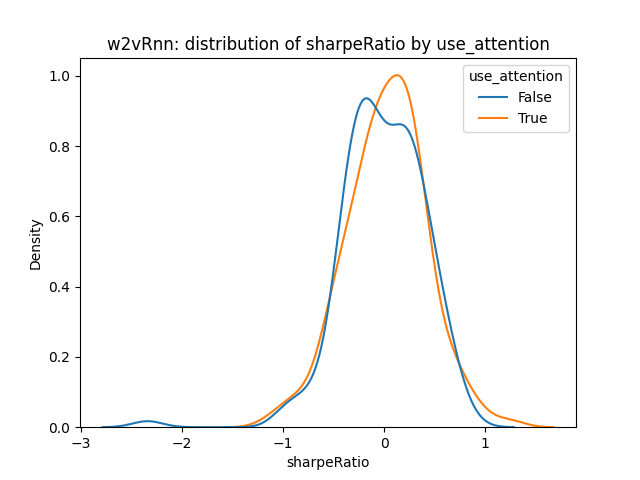 w2vRnn: distribution of sharpeRatio by use_attention
use_attention
False
True
Density
1.0
0.8
0.6
0.4
0.2
0.0
−3
−2
−1
0
1
sharpeRatio